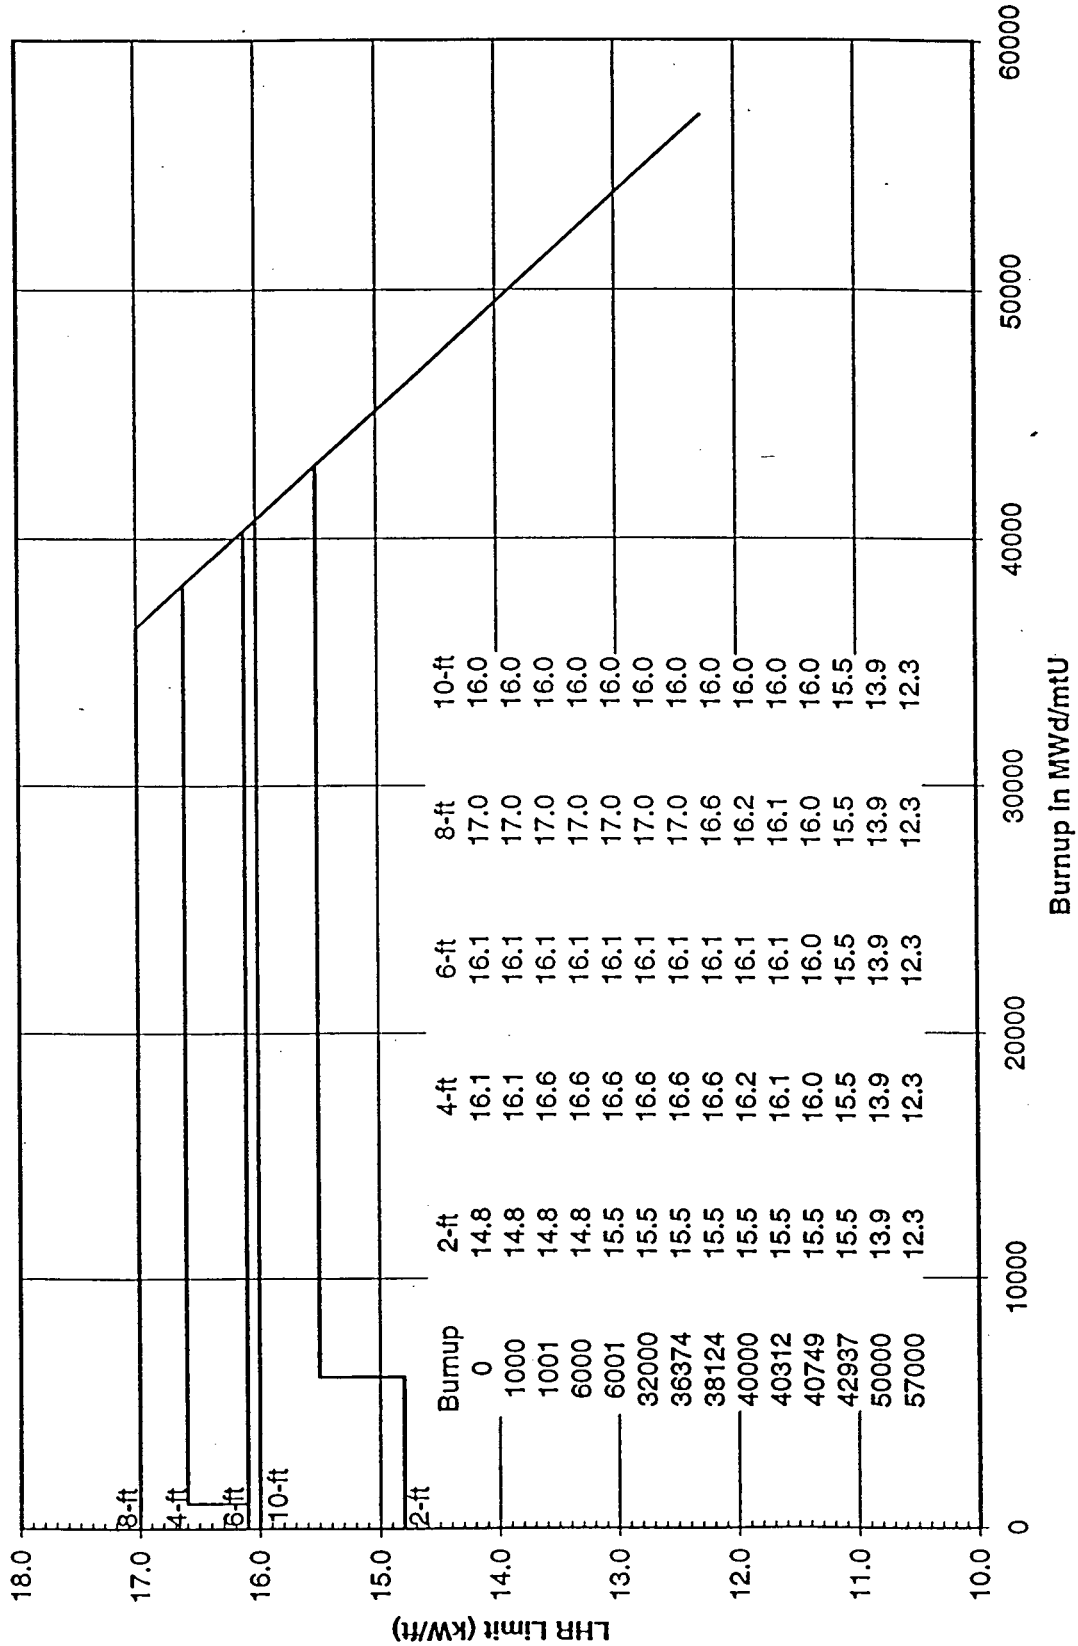 18.0
17.0
16.0
15.0
14.0
13.0
12.0
11.0
10.0
LHR Limit (kW/ft)
8-ft
4-ft
6-ft
10-ft
2-ft
Burnup 2-ft 4-ft 6-ft 8-ft 10-ft
0 14.8 16.1 16.1 17.0 16.0
1000 14.8 16.1 16.1 17.0 16.0
1001 14.8 16.6 16.1 17.0 16.0
6000 14.8 16.6 16.1 17.0 16.0
6001 15.5 16.6 16.1 17.0 16.0
32000 15.5 16.6 16.1 17.0 16.0
36374 15.5 16.6 16.1 17.0 16.0
38124 15.5 16.6 16.1 16.6 16.0
40000 15.5 16.2 16.1 16.2 16.0
40312 15.5 16.1 16.1 16.1 16.0
40749 15.5 16.0 16.0 16.0 16.0
42937 15.5 15.5 15.5 15.5 15.5
50000 13.9 13.9 13.9 13.9 13.9
57000 12.3 12.3 12.3 12.3 12.3
0 10000 20000 30000 40000 50000 60000
Burnup in MWd/mtU